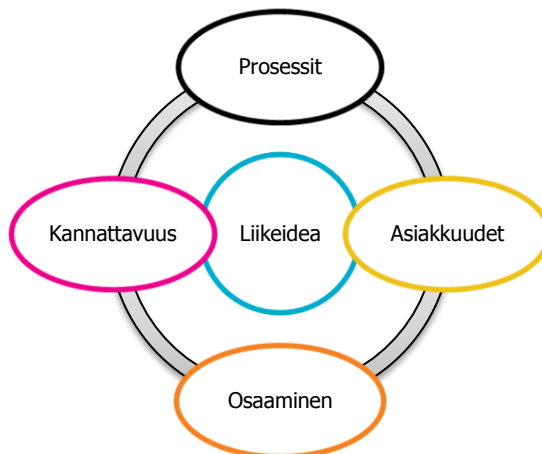 Prosessit
Kannattavuus
Liikeidea
Asiakkuudet
Osaaminen